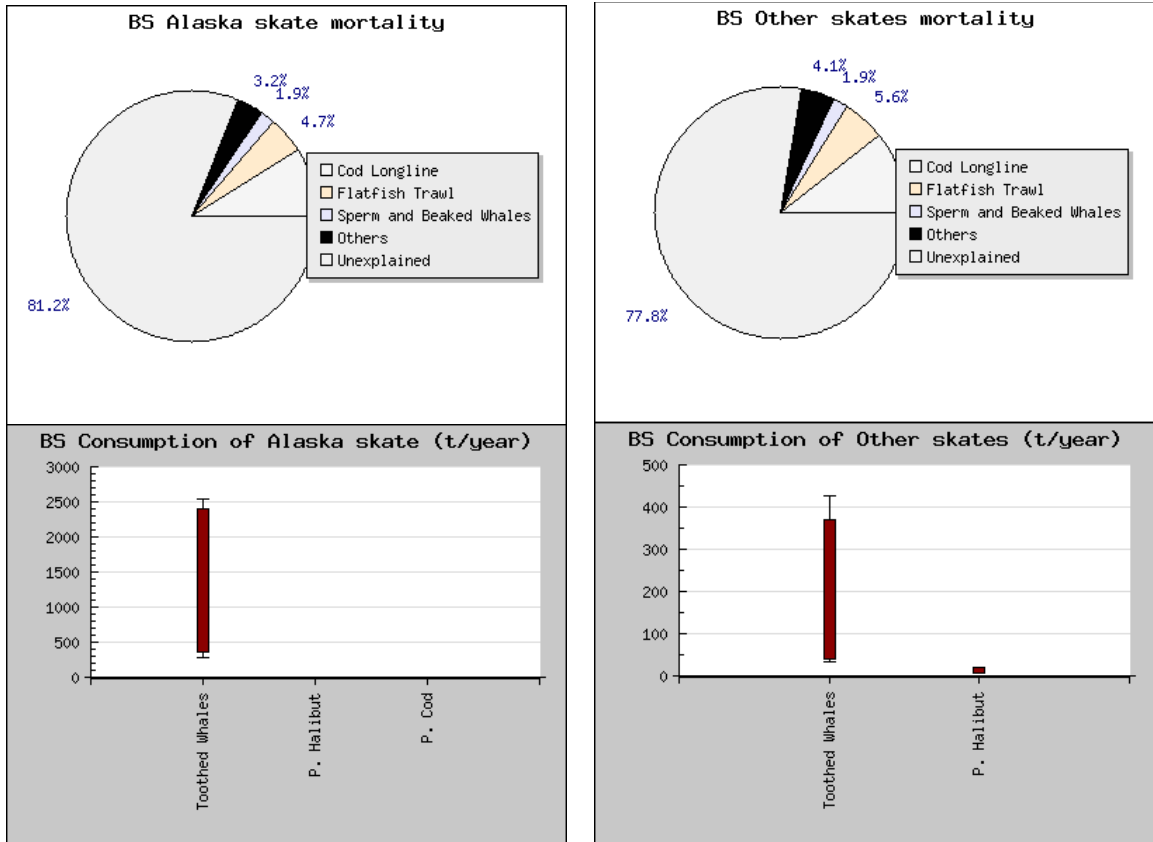 BS Alaska skate mortality
3.2%
1.9%
4.7%
Cod Longline
Flatfish Trawl
Sperm and Beaked Whales
Others
Unexplained
81.2%
BS Other skates mortality
4.1%
1.9%
5.6%
Cod Longline
Flatfish Trawl
Sperm and Beaked Whales
Others
Unexplained
77.8%
BS Consumption of Alaska skate (t/year)
3000
2500
2000
1500
1000
500
0
Toothed Whales
P. Halibut
P. Cod
BS Consumption of Other skates (t/year)
500
400
300
200
100
0
Toothed Whales
P. Halibut